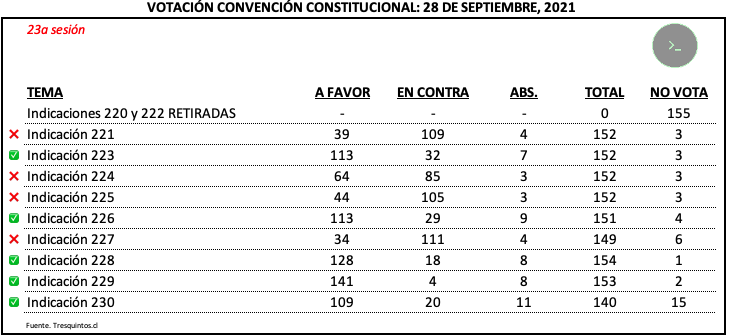 VOTACIÓN CONVENCIÓN CONSTITUCIONAL: 28 DE SEPTIEMBRE, 2021
23a sesión
>_
TEMA A FAVOR EN CONTRA ABS. TOTAL NO VOTA
Indicaciones 220 y 222 RETIRADAS - - - 0 155
Indicación 221 39 109 4 152 3
Indicación 223 113 32 7 152 3
Indicación 224 64 85 3 152 3
Indicación 225 44 105 3 152 3
Indicación 226 113 29 9 151 4
Indicación 227 34 111 4 149 6
Indicación 228 128 18 8 154 1
Indicación 229 141 4 8 153 2
Indicación 230 109 20 11 140 15
Fuente. Tresquintos.cl